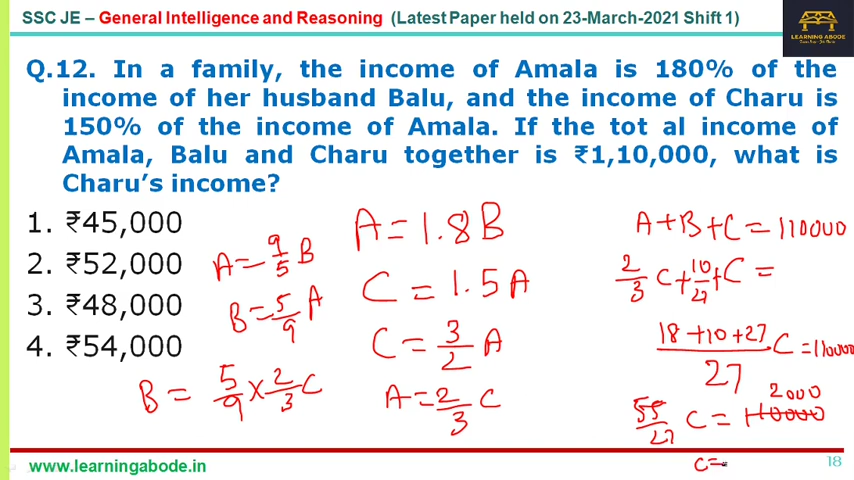 SSC JE – General Intelligence and Reasoning (Latest Paper held on 23-March-2021 Shift 1)
LEARNING ABODE
Q.12. In a family, the income of Amala is 180% of the
income of her husband Balu, and the income of Charu is
150% of the income of Amala. If the tot al income of
Amala, Balu and Charu together is ₹1,10,000, what is
Charu's income?
1. ₹45,000
2. ₹52,000
3. ₹48,000
4. ₹54,000
A = 9/5 B
B = 5/9 A
B = 5/9 × 2/3 C
A = 1.8 B
C = 1.5 A
C = 3/2 A
A = 2/3 C
A + B + C = 110000
2/3 C + 10/27 + C =
18 + 10 + 27 / 27 C = 110000
2000
55/27 C = 110000
C =
www.learningabode.in
18